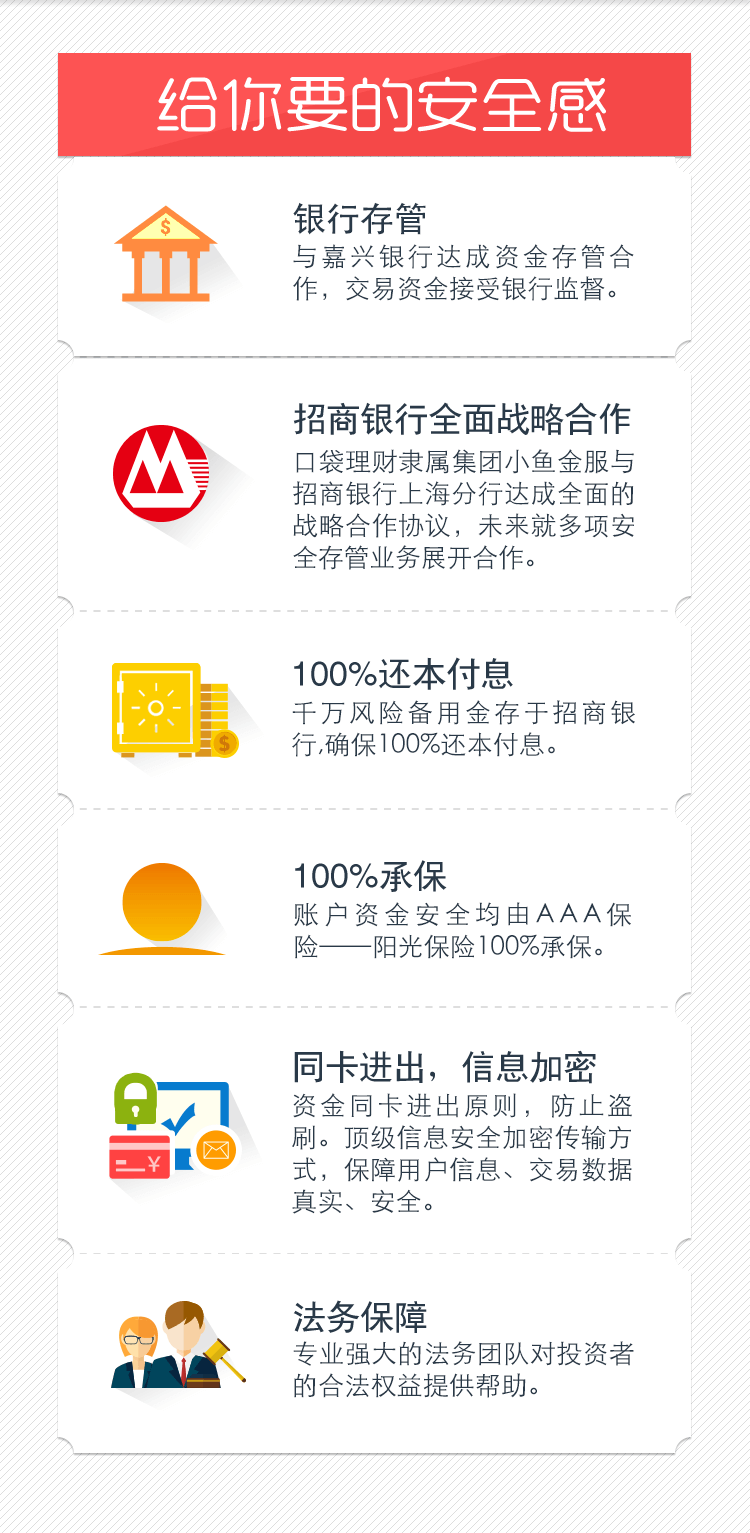 给你要的安全感
$
银行存管
与嘉兴银行达成资金存管合
作，交易资金接受银行监督。
招商银行全面战略合作
口袋理财隶属集团小鱼金服与
招商银行上海分行达成全面的
战略合作协议，未来就多项安
全存管业务展开合作。
100%还本付息
千万风险备用金存于招商银
行,确保100%还本付息。
$
100%承保
账户资金安全均由AAA保
险——阳光保险100%承保。
同卡进出，信息加密
资金同卡进出原则，防止盗
刷。顶级信息安全加密传输方
式，保障用户信息、交易数据
真实、安全。
¥
法务保障
专业强大的法务团队对投资者
的合法权益提供帮助。